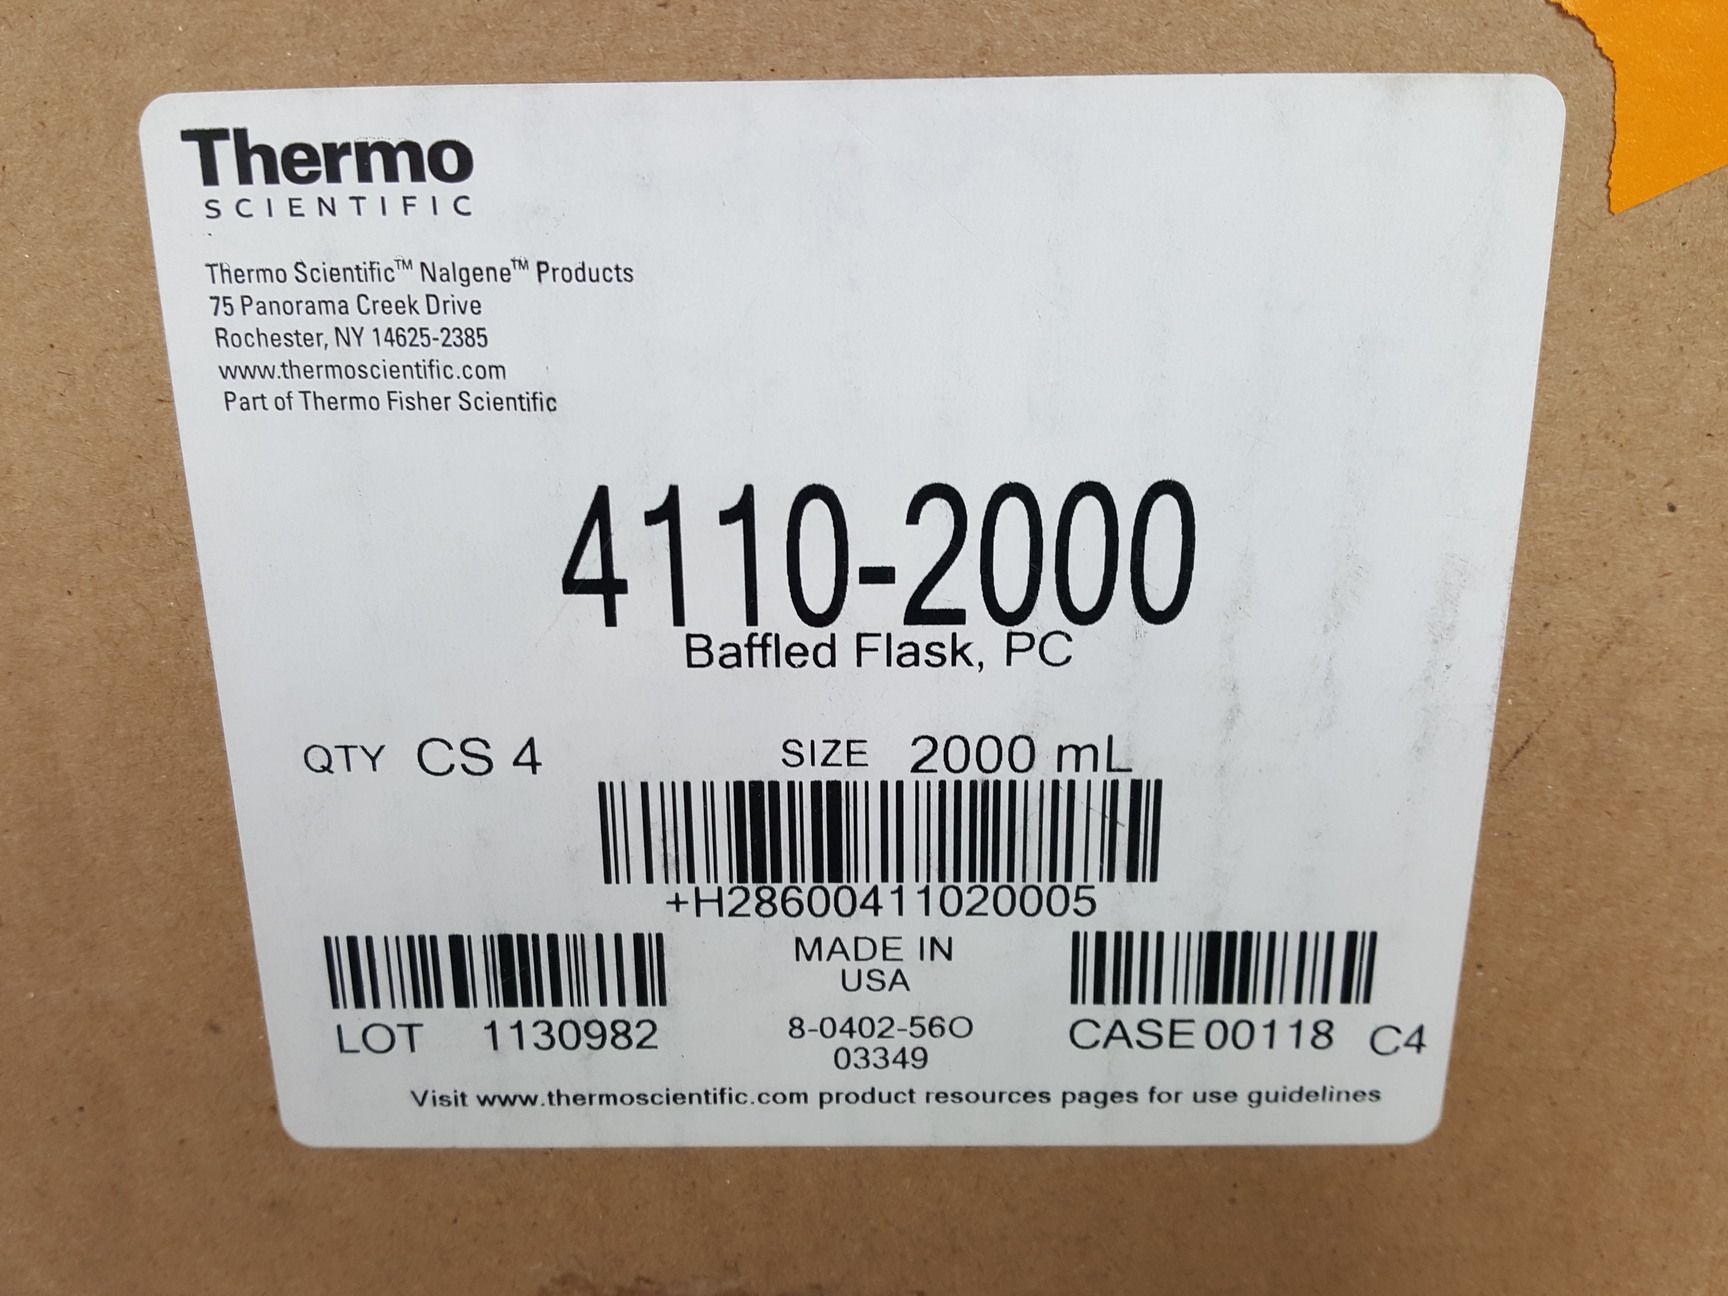 Thermo
SCIENTIFIC
Thermo Scientific™ Nalgene™ Products
75 Panorama Creek Drive
Rochester, NY 14625-2385
www.thermoscientific.com
Part of Thermo Fisher Scientific
4110-2000
Baffled Flask, PC
QTY CS 4 SIZE 2000 mL
+H28600411020005
MADE IN
USA
LOT 1130982 8-0402-56O CASE00118 C4
03349
Visit www.thermoscientific.com product resources pages for use guidelines